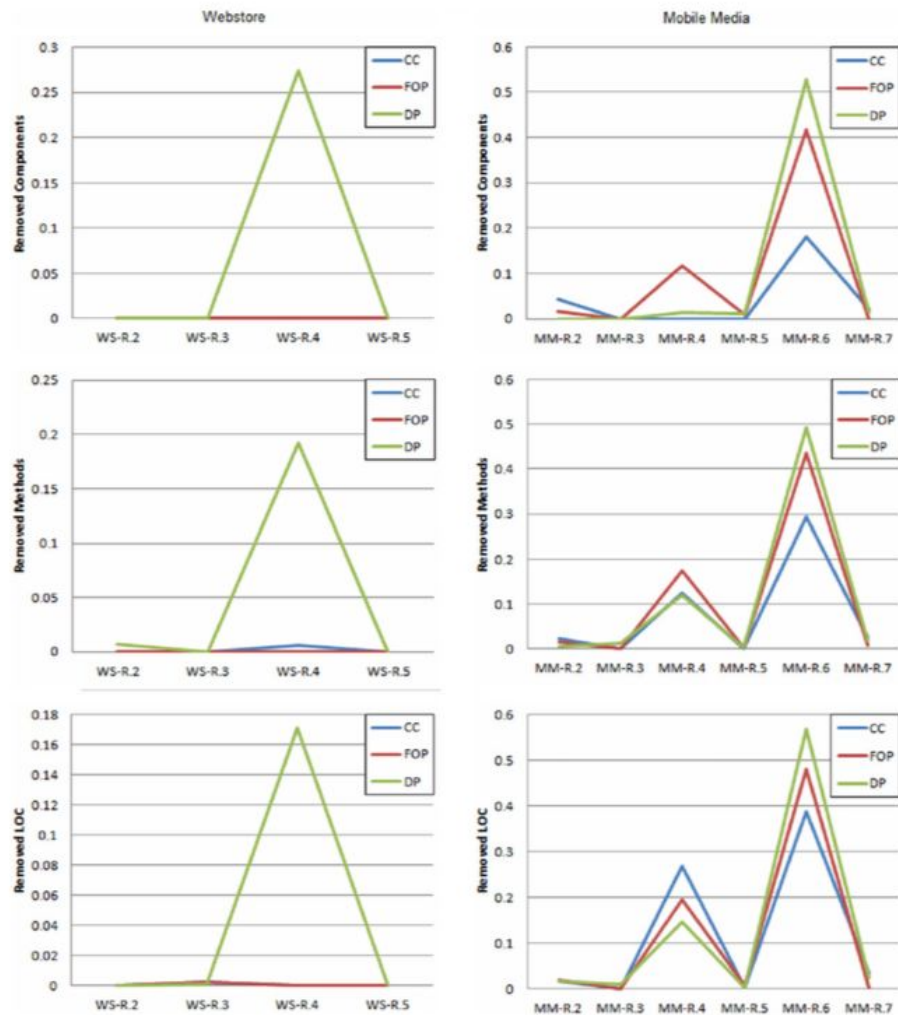 Webstore
Mobile Media
Removed Components
0.3
0.25
0.2
0.15
0.1
0.05
0
WS-R.2 WS-R.3 WS-R.4 WS-R.5
CC
FOP
DP
Removed Components
0.6
0.5
0.4
0.3
0.2
0.1
0
MM-R.2 MM-R.3 MM-R.4 MM-R.5 MM-R.6 MM-R.7
CC
FOP
DP
Removed Methods
0.25
0.2
0.15
0.1
0.05
0
WS-R.2 WS-R.3 WS-R.4 WS-R.5
CC
FOP
DP
Removed Methods
0.6
0.5
0.4
0.3
0.2
0.1
0
MM-R.2 MM-R.3 MM-R.4 MM-R.5 MM-R.6 MM-R.7
CC
FOP
DP
Removed LOC
0.18
0.16
0.14
0.12
0.1
0.08
0.06
0.04
0.02
0
WS-R.2 WS-R.3 WS-R.4 WS-R.5
CC
FOP
DP
Removed LOC
0.6
0.5
0.4
0.3
0.2
0.1
0
MM-R.2 MM-R.3 MM-R.4 MM-R.5 MM-R.6 MM-R.7
CC
FOP
DP